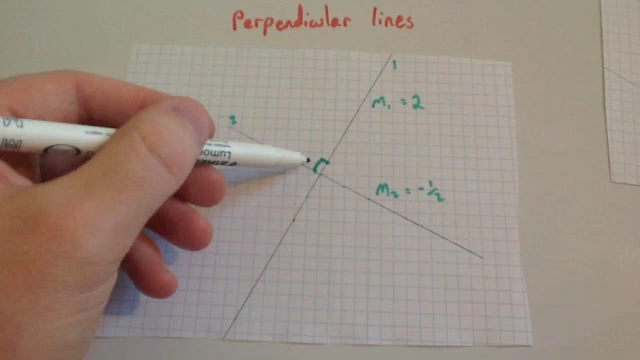 Perpendicular lines
1
m₁ = 2
2
m₂ = -1/2